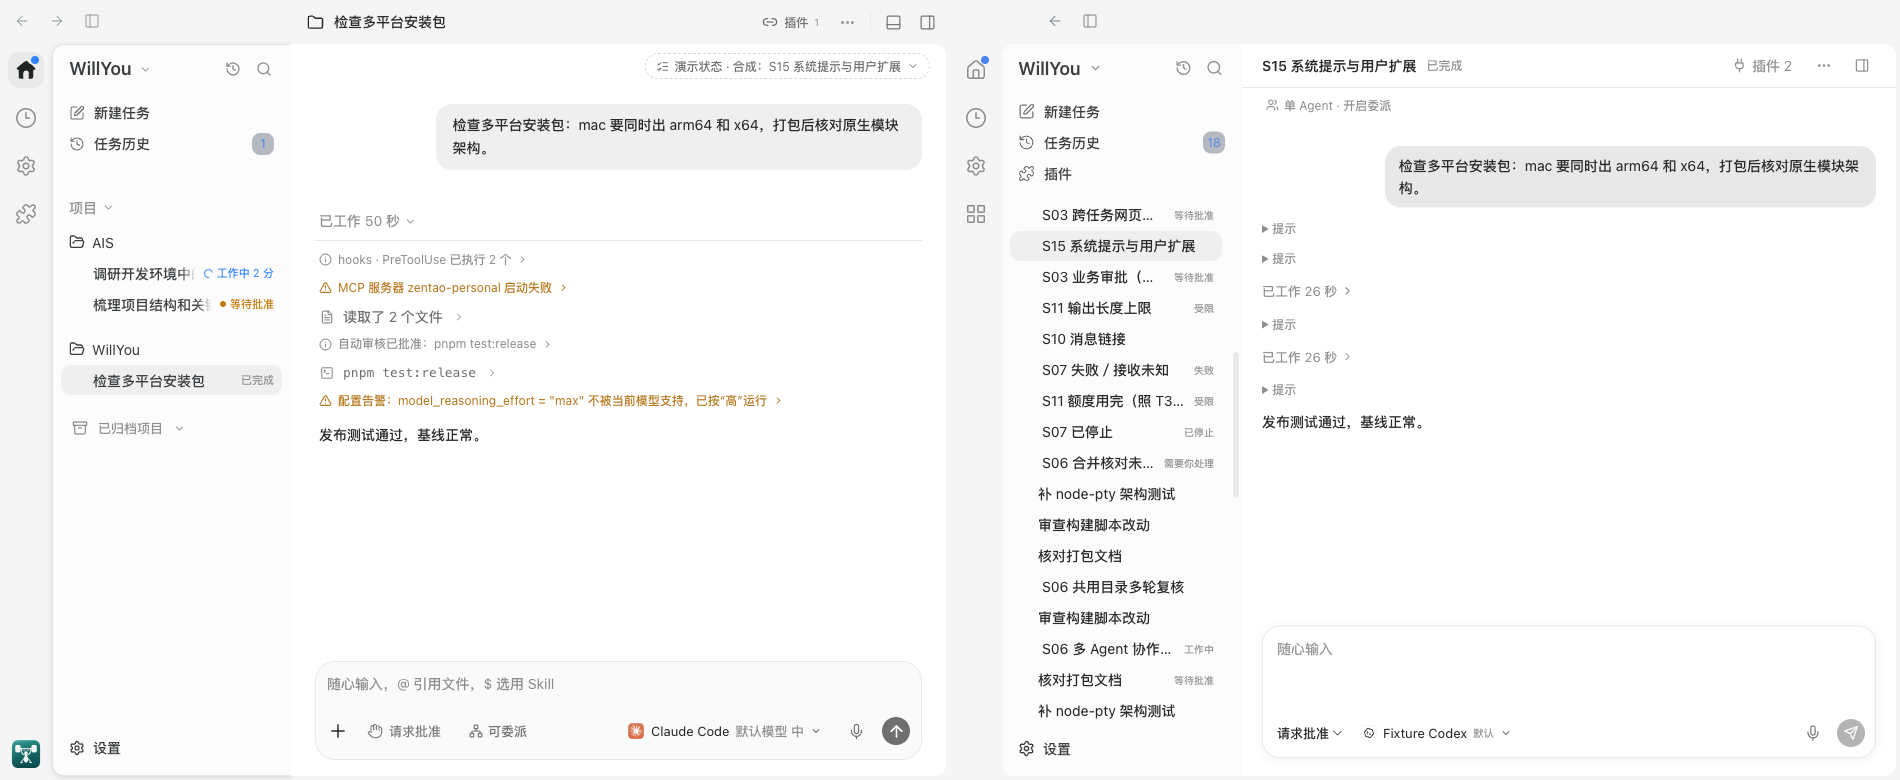 检查多平台安装包
插件 1
WillYou
新建任务
任务历史
1
项目
AIS
调研开发环境中
工作中 2 分
梳理项目结构和关
等待批准
WillYou
检查多平台安装包
已完成
已归档项目
设置
演示状态 · 合成：S15 系统提示与用户扩展
检查多平台安装包：mac 要同时出 arm64 和 x64，打包后核对原生模块
架构。
已工作 50 秒
hooks · PreToolUse 已执行 2 个
MCP 服务器 zentao-personal 启动失败
读取了 2 个文件
自动审核已批准：pnpm test:release
pnpm test:release
配置告警：model_reasoning_effort = "max" 不被当前模型支持，已按“高”运行
发布测试通过，基线正常。
随心输入，@ 引用文件，$ 选用 Skill
请求批准
可委派
Claude Code 默认模型 中
WillYou
新建任务
任务历史
18
插件
S03 跨任务网页...
等待批准
S15 系统提示与用户扩展
S03 业务审批（...
等待批准
S11 输出长度上限
受限
S10 消息链接
S07 失败 / 接收未知
失败
S11 额度用完（照 T3...
受限
S07 已停止
已停止
S06 合并核对未...
需要你处理
补 node-pty 架构测试
审查构建脚本改动
核对打包文档
S06 共用目录多轮复核
审查构建脚本改动
S06 多 Agent 协作...
工作中
核对打包文档
等待批准
补 node-pty 架构测试
设置
S15 系统提示与用户扩展 已完成
插件 2
单 Agent · 开启委派
检查多平台安装包：mac 要同时出 arm64 和 x64，打包后核对原生模块架
构。
提示
提示
已工作 26 秒
提示
已工作 26 秒
提示
发布测试通过，基线正常。
随心输入
请求批准
Fixture Codex 默认